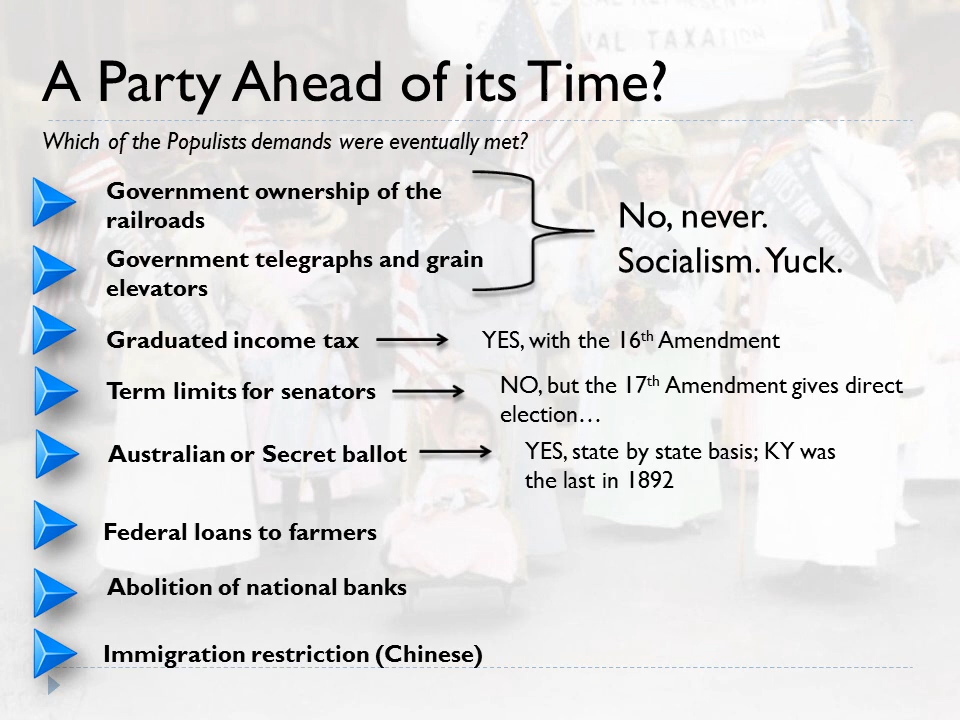 A Party Ahead of its Time?
Which of the Populists demands were eventually met?
Government ownership of the
railroads
Government telegraphs and grain
elevators
No, never.
Socialism. Yuck.
Graduated income tax
YES, with the 16th Amendment
Term limits for senators
NO, but the 17th Amendment gives direct
election…
Australian or Secret ballot
YES, state by state basis; KY was
the last in 1892
Federal loans to farmers
Abolition of national banks
Immigration restriction (Chinese)